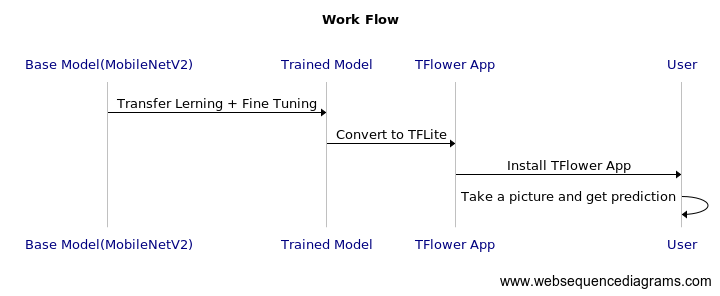 Work Flow
Base Model(MobileNetV2) Trained Model TFlower App User
Transfer Lerning + Fine Tuning
Convert to TFLite
Install TFlower App
Take a picture and get prediction
Base Model(MobileNetV2) Trained Model TFlower App User
www.websequencediagrams.com